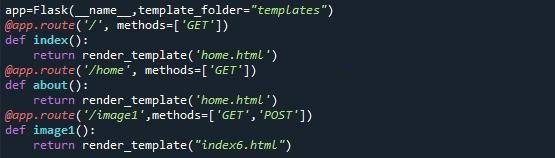 app=Flask(__name__,template_folder="templates")
@app.route('/', methods=['GET'])
def index():
    return render_template('home.html')
@app.route('/home', methods=['GET'])
def about():
    return render_template('home.html')
@app.route('/image1',methods=['GET','POST'])
def image1():
    return render_template("index6.html")